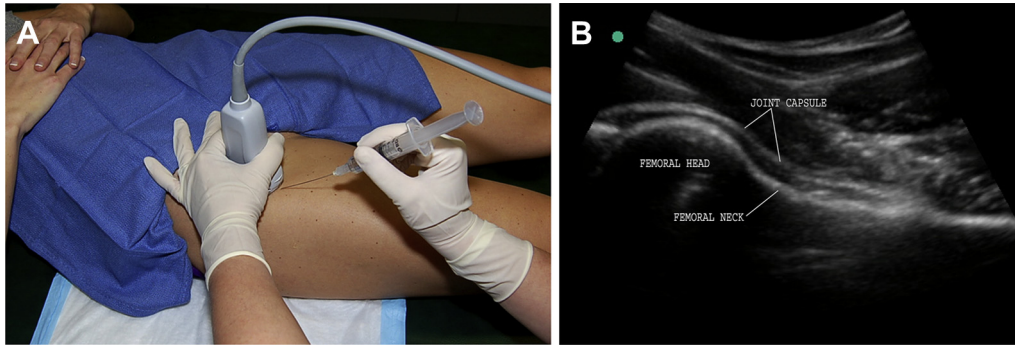 A
B
JOINT CAPSULE
FEMORAL HEAD
FEMORAL NECK